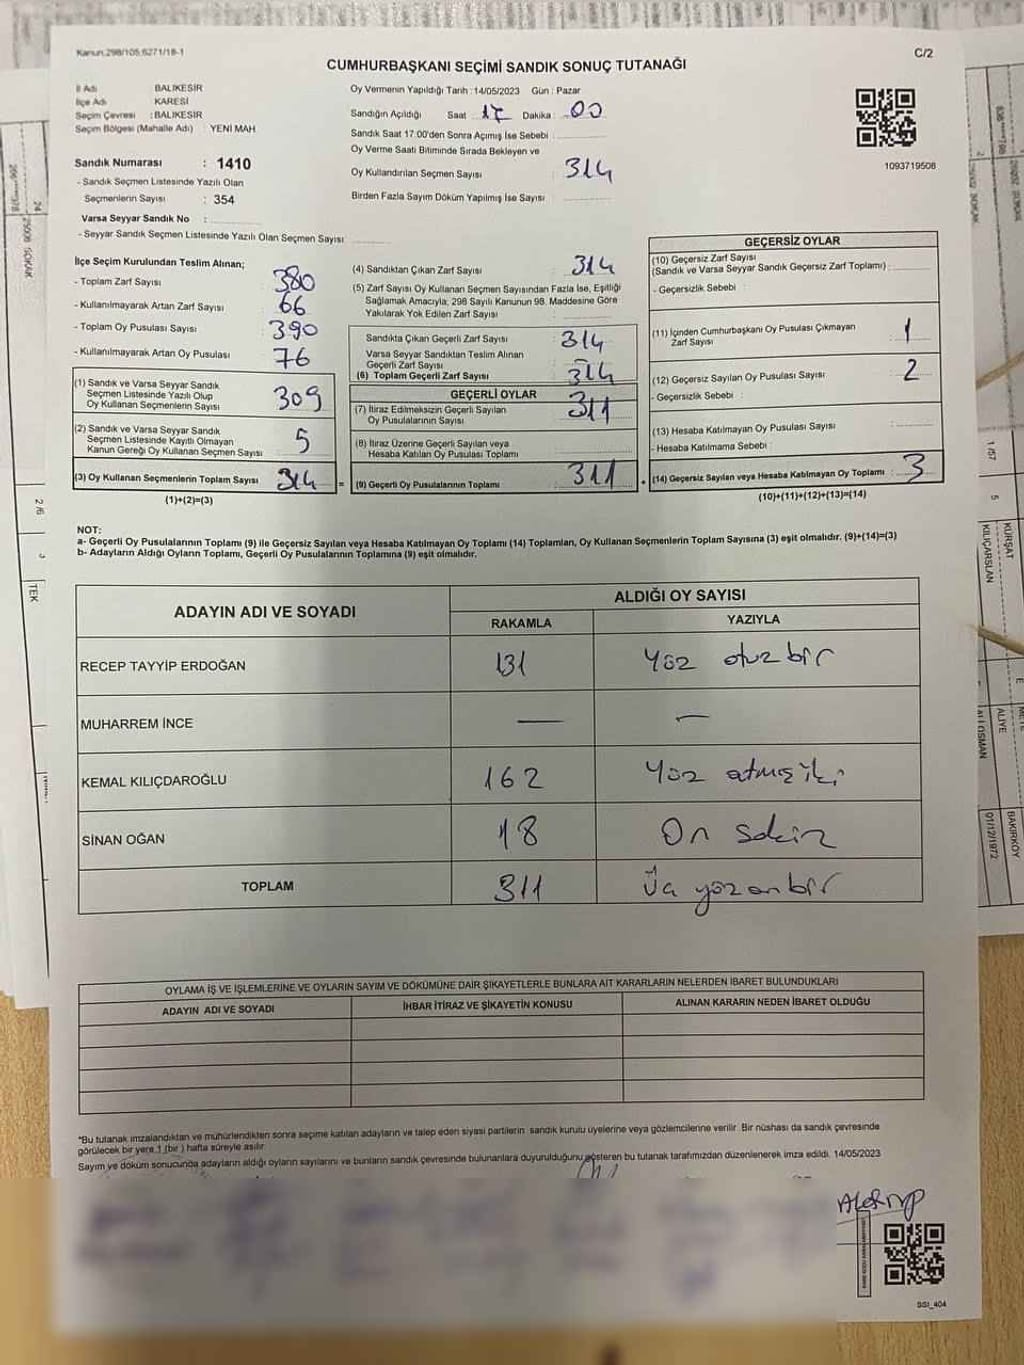 Kanun:298/105;6271/18-1
C/2
CUMHURBAŞKANI SEÇİMİ SANDIK SONUÇ TUTANAĞI
İl Adı BALIKESİR
İlçe Adı KARESİ
Seçim Çevresi : BALIKESİR
Seçim Bölgesi (Mahalle Adı) YENİ MAH
Sandık Numarası : 1410
- Sandık Seçmen Listesinde Yazılı Olan
Seçmenlerin Sayısı : 354
Varsa Seyyar Sandık No :
- Seyyar Sandık Seçmen Listesinde Yazılı Olan Seçmen Sayısı
Oy Vermenin Yapıldığı Tarih :14/05/2023 Gün : Pazar
Sandığın Açıldığı Saat 17 Dakika : 00
Sandık Saat 17:00'den Sonra Açılmış İse Sebebi :
Oy Verme Saati Bitiminde Sırada Bekleyen ve
Oy Kullandırılan Seçmen Sayısı : 314
Birden Fazla Sayım Döküm Yapılmış İse Sayısı
1093719508
İlçe Seçim Kurulundan Teslim Alınan;
- Toplam Zarf Sayısı : 380
- Kullanılmayarak Artan Zarf Sayısı : 66
- Toplam Oy Pusulası Sayısı : 390
- Kullanılmayarak Artan Oy Pusulası : 76
(1) Sandık ve Varsa Seyyar Sandık
Seçmen Listesinde Yazılı Olup
Oy Kullanan Seçmenlerin Sayısı : 309
(2) Sandık ve Varsa Seyyar Sandık
Seçmen Listesinde Kayıtlı Olmayan
Kanun Gereği Oy Kullanan Seçmen Sayısı : 5
(3) Oy Kullanan Seçmenlerin Toplam Sayısı : 314
(1)+(2)=(3)
(4) Sandıktan Çıkan Zarf Sayısı : 314
(5) Zarf Sayısı Oy Kullanan Seçmen Sayısından Fazla İse, Eşitliği
Sağlamak Amacıyla, 298 Sayılı Kanunun 98. Maddesine Göre
Yakılarak Yok Edilen Zarf Sayısı :
Sandıkta Çıkan Geçerli Zarf Sayısı : 314
Varsa Seyyar Sandıktan Teslim Alınan
Geçerli Zarf Sayısı :
(6) Toplam Geçerli Zarf Sayısı : 314
GEÇERLİ OYLAR
(7) İtiraz Edilmeksizin Geçerli Sayılan
Oy Pusulalarının Sayısı : 311
(8) İtiraz Üzerine Geçerli Sayılan veya
Hesaba Katılan Oy Pusulası Toplamı
= (9) Geçerli Oy Pusulalarının Toplamı : 311
GEÇERSİZ OYLAR
(10) Geçersiz Zarf Sayısı
(Sandık ve Varsa Seyyar Sandık Geçersiz Zarf Toplamı) :
- Geçersizlik Sebebi :
(11) İçinden Cumhurbaşkanı Oy Pusulası Çıkmayan
Zarf Sayısı : 1
(12) Geçersiz Sayılan Oy Pusulası Sayısı : 2
- Geçersizlik Sebebi :
(13) Hesaba Katılmayan Oy Pusulası Sayısı :
- Hesaba Katılmama Sebebi :
(14) Geçersiz Sayılan veya Hesaba Katılmayan Oy Toplamı : 3
(10)+(11)+(12)+(13)=(14)
NOT:
a- Geçerli Oy Pusulalarının Toplamı (9) ile Geçersiz Sayılan veya Hesaba Katılmayan Oy Toplamı (14) Toplamları, Oy Kullanan Seçmenlerin Toplam Sayısına (3) eşit olmalıdır. (9)+(14)=(3)
b- Adayların Aldığı Oyların Toplamı, Geçerli Oy Pusulalarının Toplamına (9) eşit olmalıdır.
ADAYIN ADI VE SOYADI ALDIĞI OY SAYISI
RAKAMLA YAZIYLA
RECEP TAYYİP ERDOĞAN 131 Yüz otuz bir
MUHARREM İNCE — —
KEMAL KILIÇDAROĞLU 162 Yüz atmış iki
SİNAN OĞAN 18 On sekiz
TOPLAM 311 Üç yüz on bir
OYLAMA İŞ VE İŞLEMLERİNE VE OYLARIN SAYIM VE DÖKÜMÜNE DAİR ŞİKAYETLERLE BUNLARA AİT KARARLARIN NELERDEN İBARET BULUNDUKLARI
ADAYIN ADI VE SOYADI İHBAR İTİRAZ VE ŞİKAYETİN KONUSU ALINAN KARARIN NEDEN İBARET OLDUĞU
*Bu tutanak imzalandıktan ve mühürlendikten sonra seçime katılan adayların ve talep eden siyasi partilerin sandık kurulu üyelerine veya gözlemcilerine verilir. Bir nüshası da sandık çevresinde
görülecek bir yere 1 (bir) hafta süreyle asılır.
Sayım ve döküm sonucunda adayların aldığı oyların sayılarını ve bunların sandık çevresinde bulunanlara duyurulduğunu gösteren bu tutanak tarafımızdan düzenlenerek imza edildi. 14/05/2023
SSI_404
25006 SOKAK
24
2/6
TEK
1/57
5
KILIÇARSLAN
KÜRŞAT
ALİYE
ALİ OSMAN
01/12/1972
BAKIRKÖY